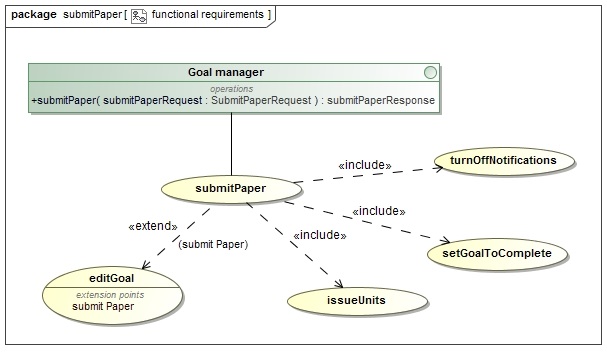 package submitPaper [ functional requirements ]
Goal manager
operations
+submitPaper( submitPaperRequest : SubmitPaperRequest ) : submitPaperResponse
«include»
turnOffNotifications
submitPaper
«include»
«extend»
«include»
(submit Paper)
setGoalToComplete
editGoal
extension points
submit Paper
issueUnits